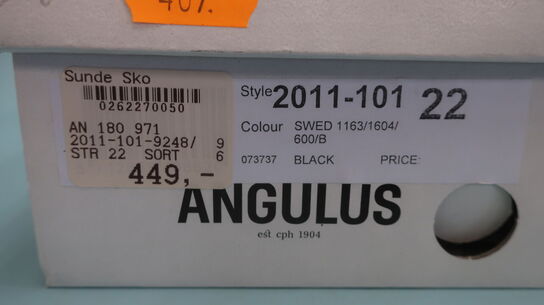 407.
Sunde Sko
0262270050
AN 180 971
2011-101-9248/ 9
STR 22 SORT 6
449,-
Style 2011-101 22
Colour SWED 1163/1604/
600/B
073737 BLACK PRICE:
ANGULUS
est cph 1904